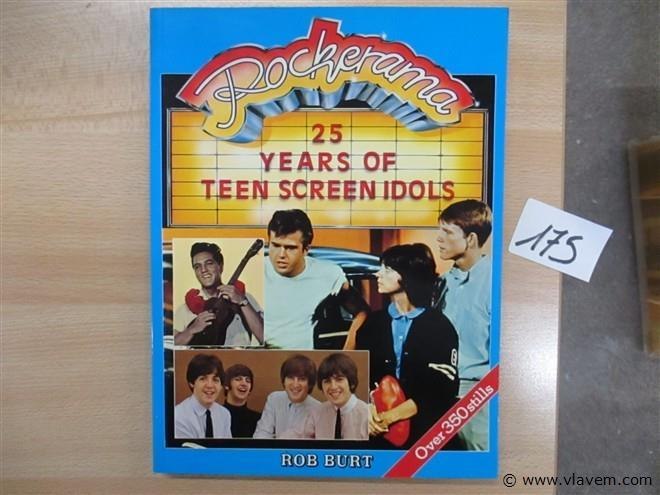 Rockerama
25
YEARS OF
TEEN SCREEN IDOLS
175
Over 350 stills
ROB BURT
© www.vlavem.com